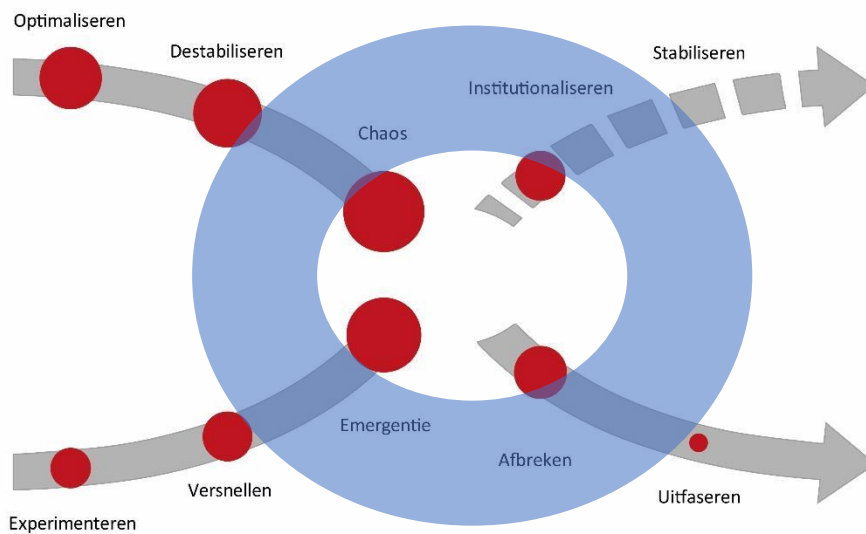 Optimaliseren
Destabiliseren
Chaos
Institutionaliseren
Stabiliseren
Experimenteren
Versnellen
Emergentie
Afbreken
Uitfaseren